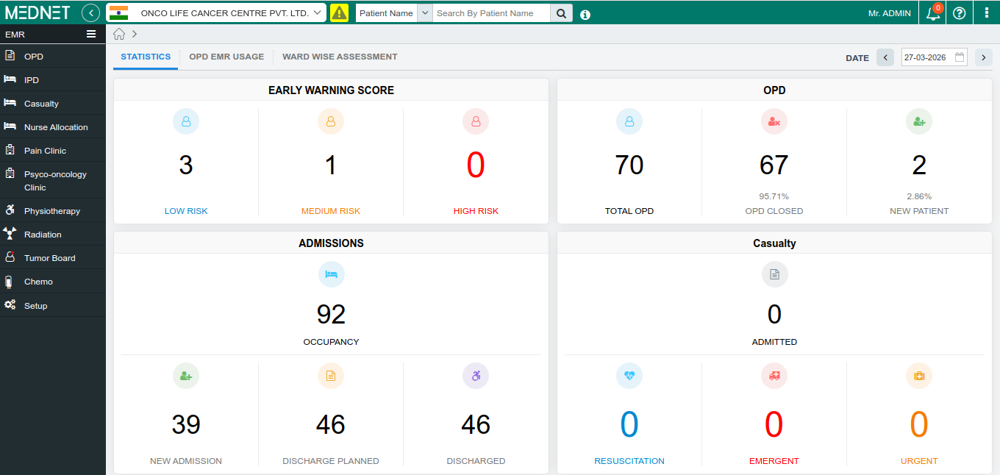 MEDNET
ONCO LIFE CANCER CENTRE PVT. LTD.
Patient Name
Search By Patient Name
Mr. ADMIN
0
EMR
OPD
IPD
Casualty
Nurse Allocation
Pain Clinic
Psyco-oncology
Clinic
Physiotherapy
Radiation
Tumor Board
Chemo
Setup
STATISTICS
OPD EMR USAGE
WARD WISE ASSESSMENT
DATE
27-03-2026
EARLY WARNING SCORE
3
1
0
LOW RISK
MEDIUM RISK
HIGH RISK
OPD
70
67
2
95.71%
2.86%
TOTAL OPD
OPD CLOSED
NEW PATIENT
ADMISSIONS
92
OCCUPANCY
39
46
46
NEW ADMISSION
DISCHARGE PLANNED
DISCHARGED
Casualty
0
ADMITTED
0
0
0
RESUSCITATION
EMERGENT
URGENT